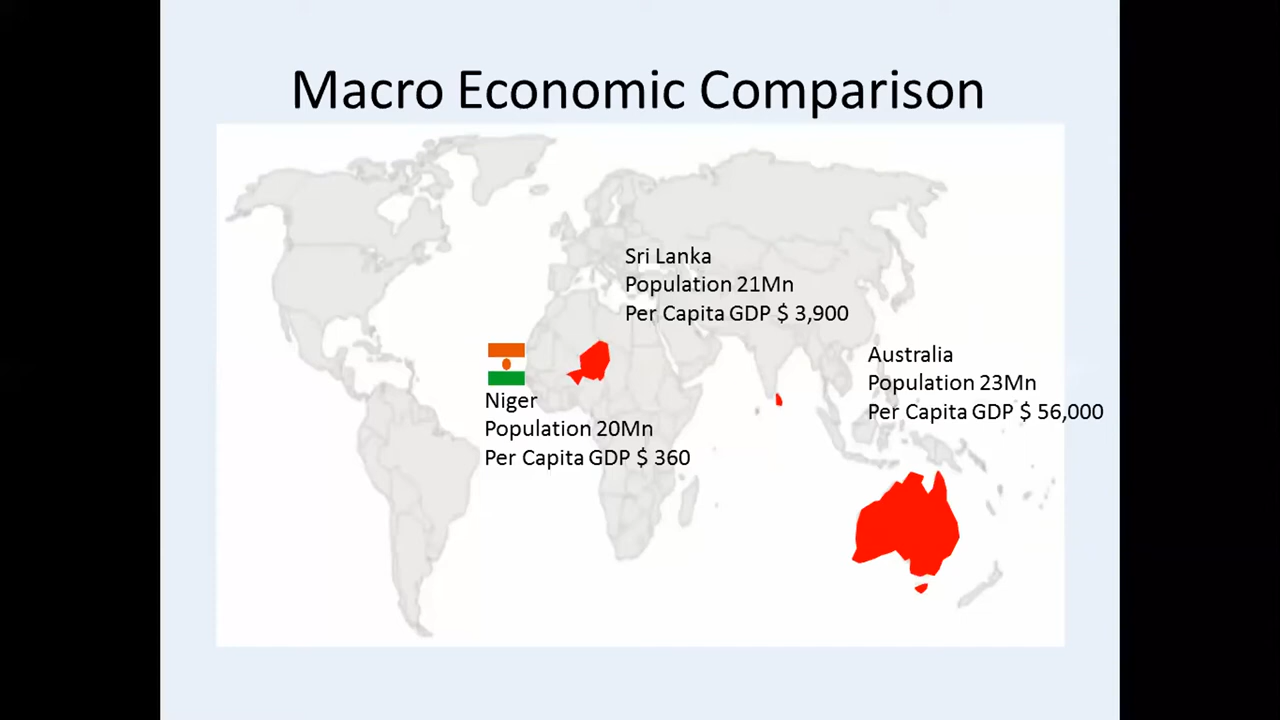 Macro Economic Comparison
Sri Lanka
Population 21Mn
Per Capita GDP $ 3,900
Australia
Population 23Mn
Per Capita GDP $ 56,000
Niger
Population 20Mn
Per Capita GDP $ 360